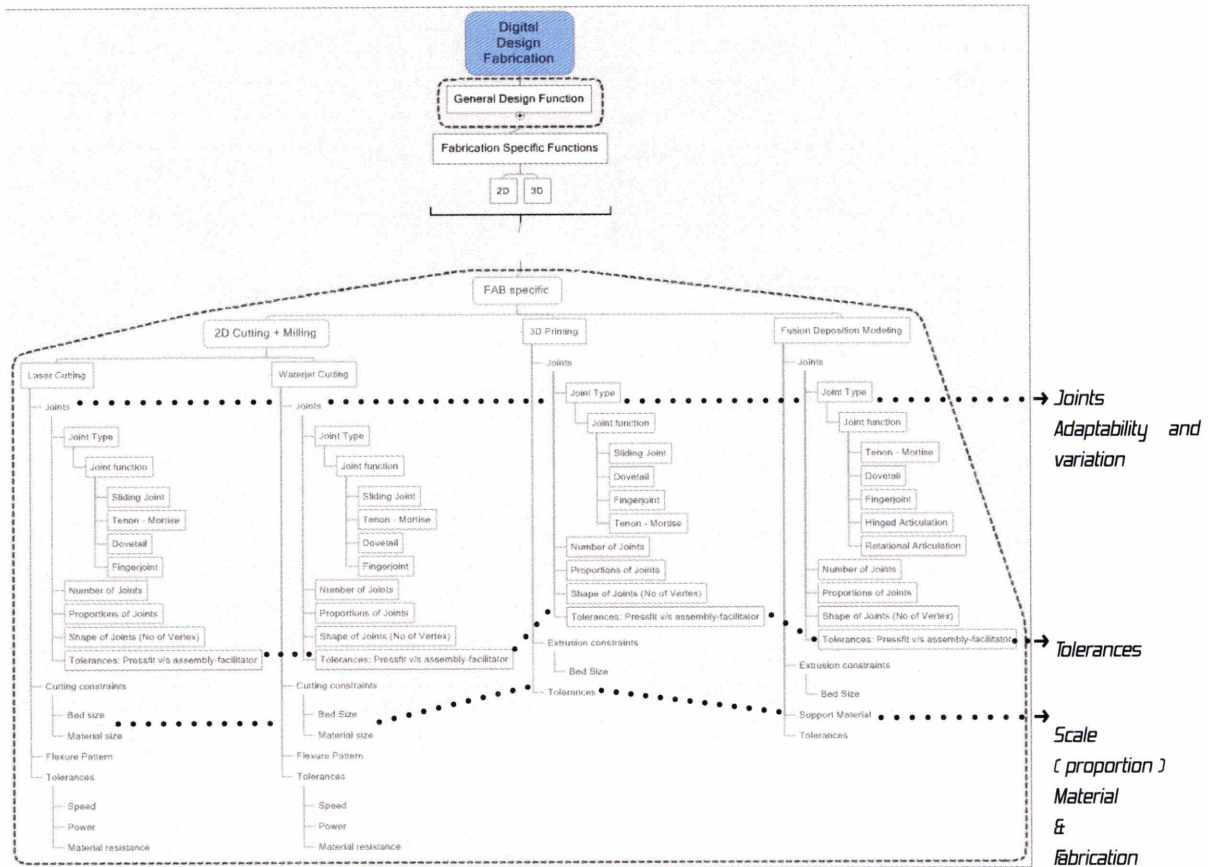 Digital
Design
Fabrication
General Design Function
Fabrication Specific Functions
2D
3D
FAB specific
2D Cutting + Milling
Laser Cutting
Joints
Joint Type
Joint function
Sliding Joint
Tenon - Mortise
Dovetail
Fingerjoint
Number of Joints
Proportions of Joints
Shape of Joints (No of Vertex)
Tolerances: Pressfit v/s assembly-facilitator
Cutting constraints
Bed size
Material size
Flexure Pattern
Tolerances
Speed
Power
Material resistance
Waterjet Cutting
Joints
Joint Type
Joint function
Sliding Joint
Tenon - Mortise
Dovetail
Fingerjoint
Number of Joints
Proportions of Joints
Shape of Joints (No of Vertex)
Tolerances: Pressfit v/s assembly-facilitator
Cutting constraints
Bed Size
Material size
Flexure Pattern
Tolerances
Speed
Power
Material resistance
3D Printing
Joints
Joint Type
Joint function
Sliding Joint
Dovetail
Fingerjoint
Tenon - Mortise
Number of Joints
Proportions of Joints
Shape of Joints (No of Vertex)
Tolerances: Pressfit v/s assembly-facilitator
Extrusion constraints
Bed Size
Tolerances
Fusion Deposition Modeling
Joints
Joint Type
Joint function
Tenon - Mortise
Dovetail
Fingerjoint
Hinged Articulation
Rotational Articulation
Number of Joints
Proportions of Joints
Shape of Joints (No of Vertex)
Tolerances: Pressfit v/s assembly-facilitator
Extrusion constraints
Bed Size
Support Material
Tolerances
Joints
Adaptability and
variation
Tolerances
Scale
( proportion )
Material
&
Fabrication